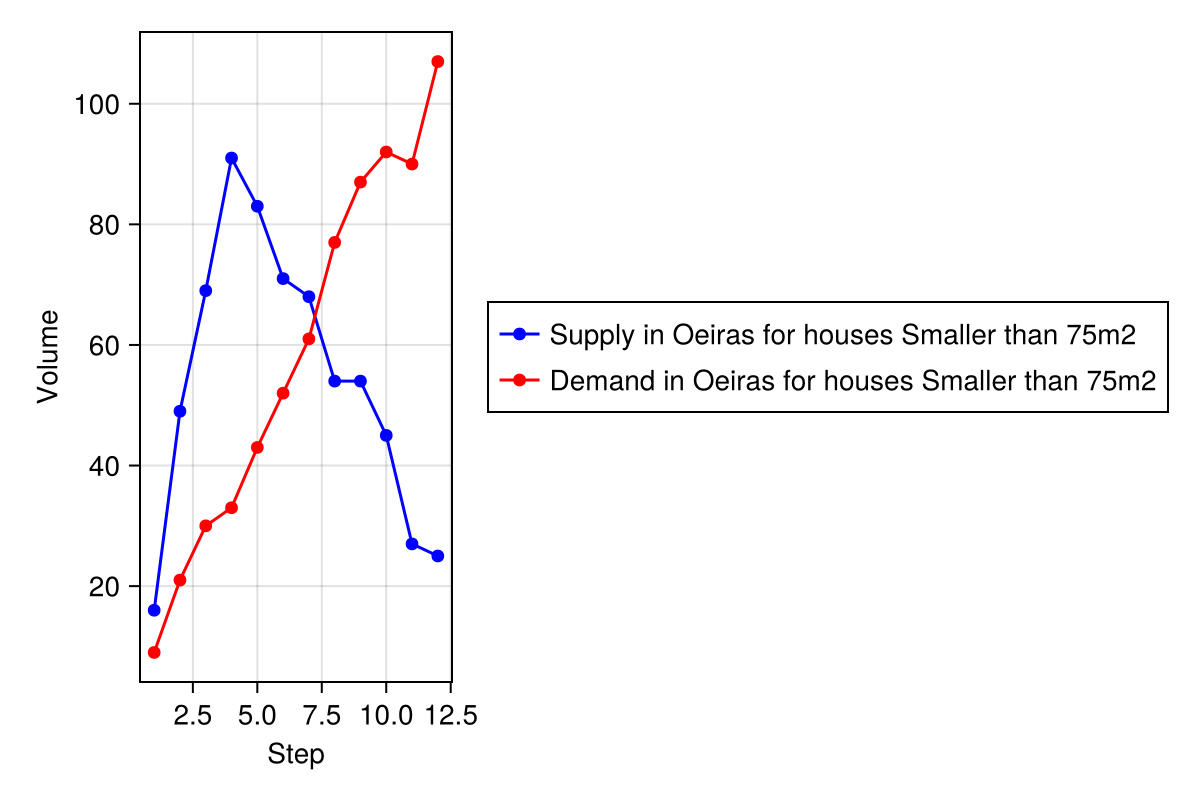 100
80
60
40
20
Volume
2.5 5.0 7.5 10.0 12.5
Step
Supply in Oeiras for houses Smaller than 75m2
Demand in Oeiras for houses Smaller than 75m2